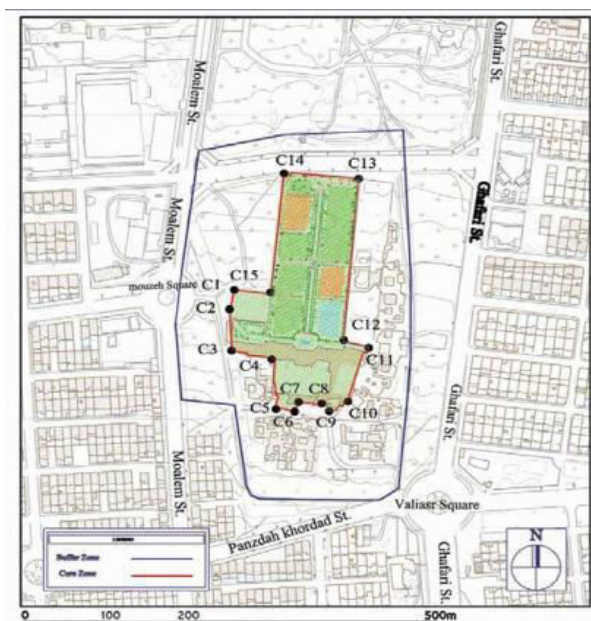 Moalem St.
Ghafari St.
C14
C13
Ghafari St.
Moalem St.
mouzeh Square
C1
C15
C2
C12
C3
C4
C11
C7
C8
C5
C6
C9
C10
Ghafari St.
Moalem St.
Valiasr Square
Panzdah khordad St.
Ghafari St.
Buffer Zone
Core Zone
N
0
100
200
500m